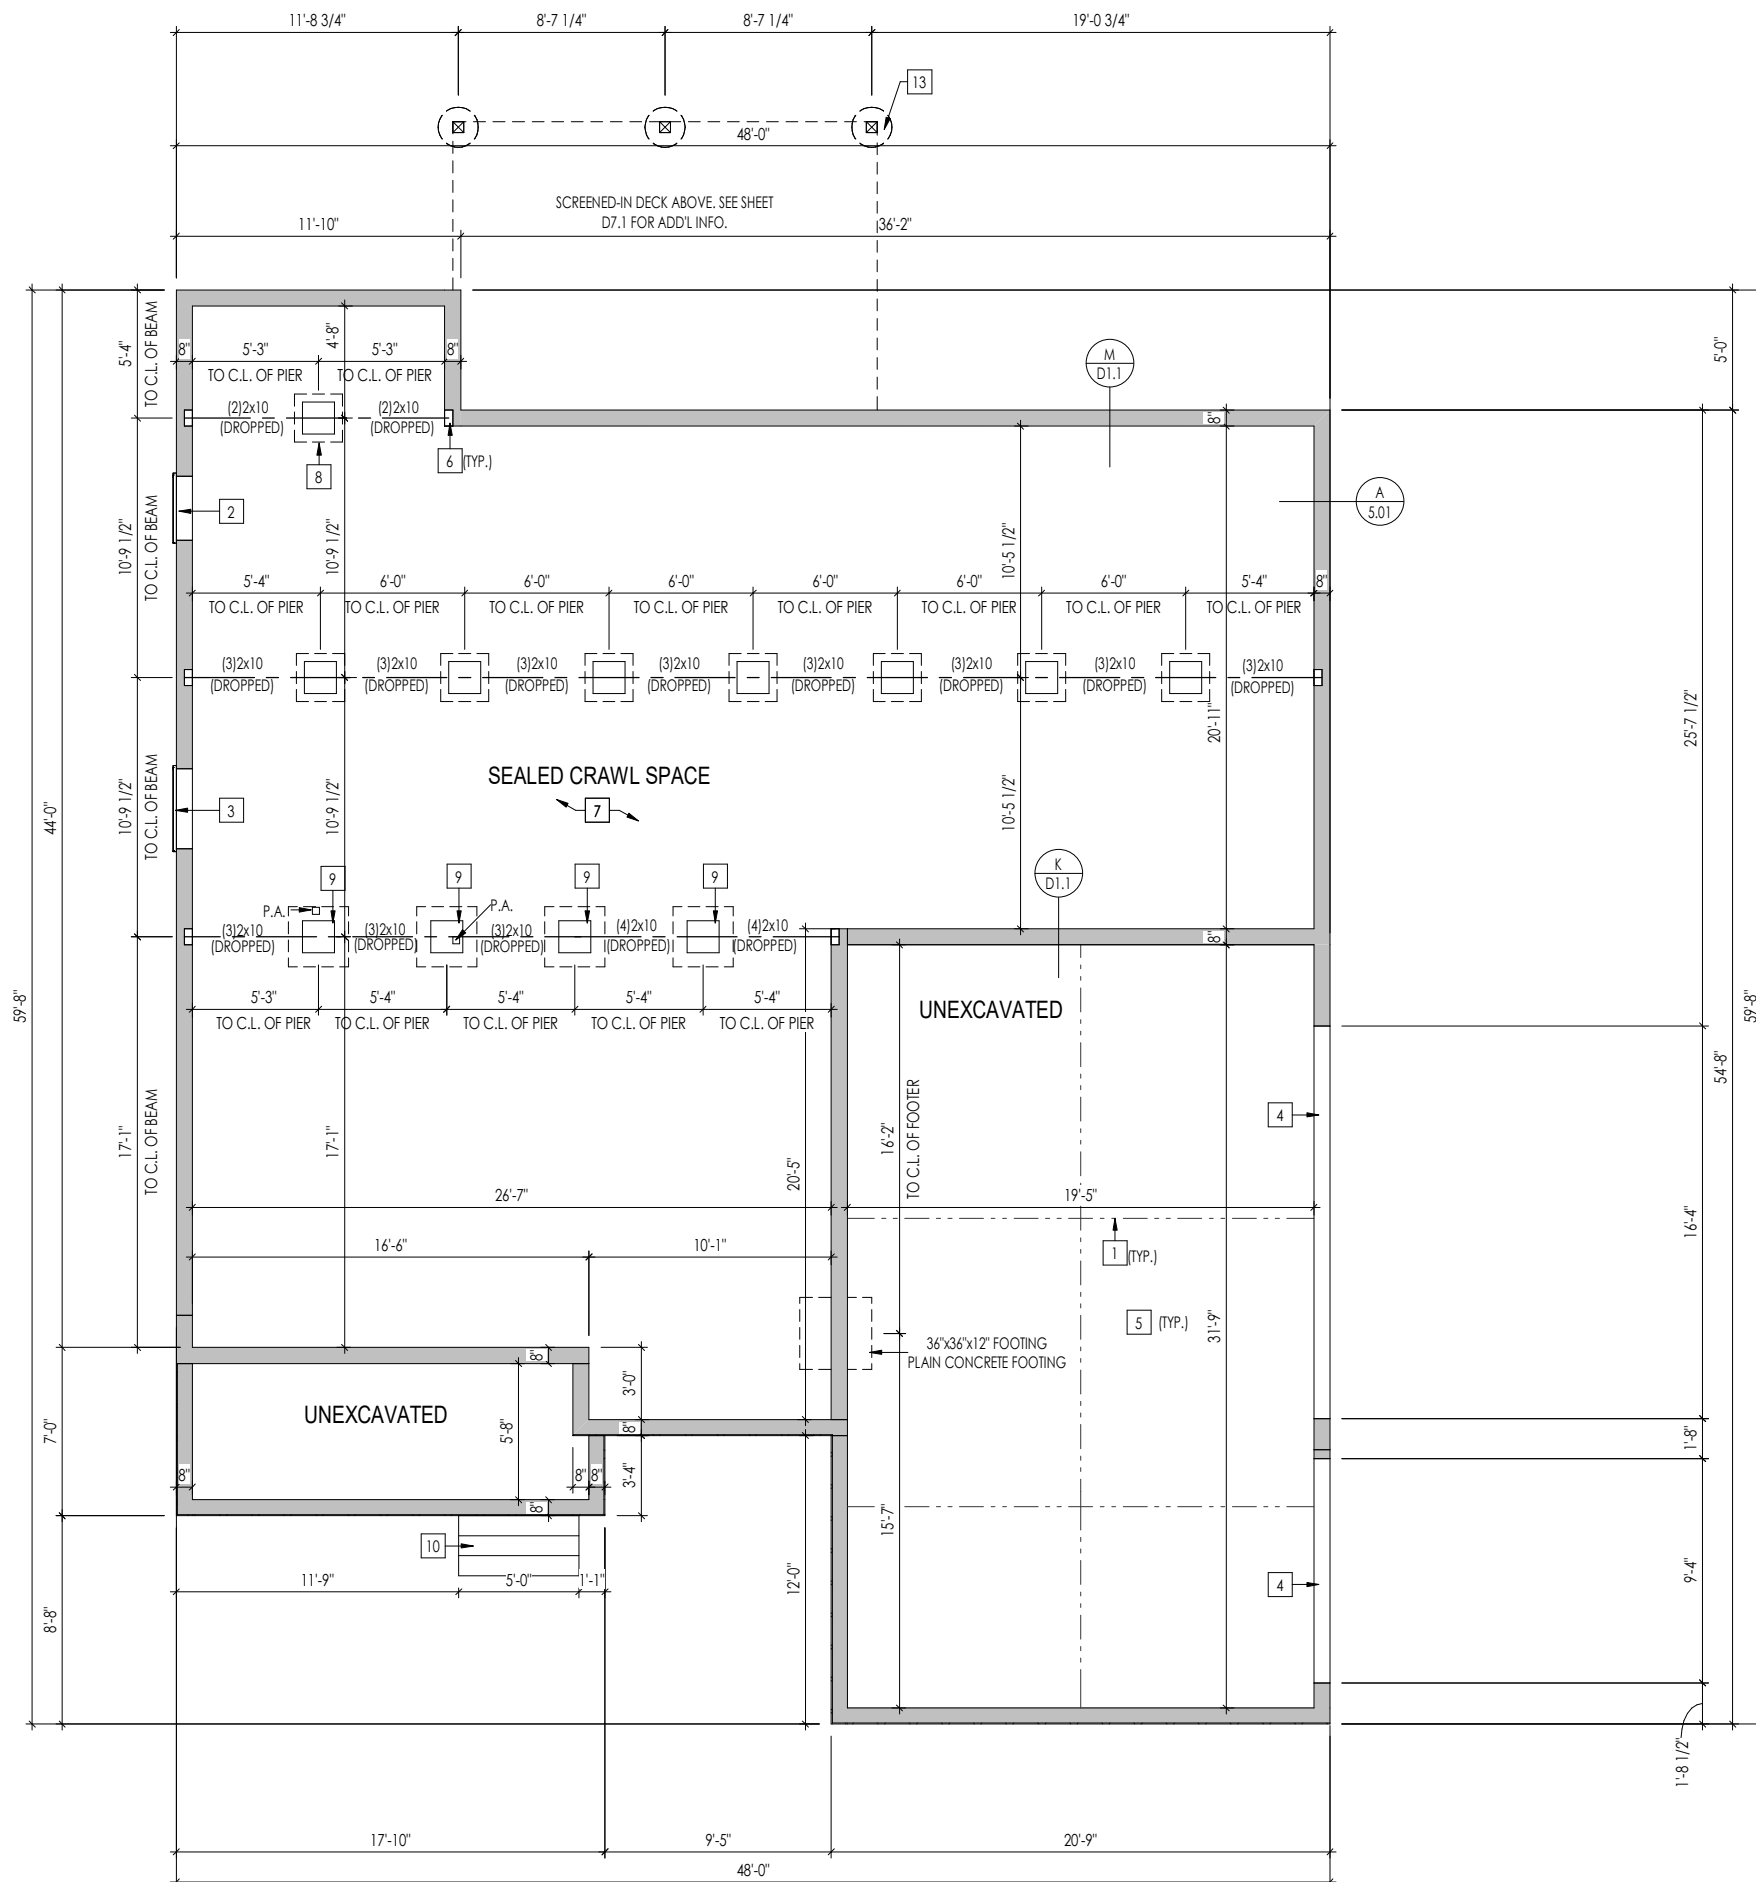 11'-8 3/4"
8'-7 1/4"
8'-7 1/4"
19'-0 3/4"
13
48'-0"
SCREENED-IN DECK ABOVE. SEE SHEET
D7.1 FOR ADD'L INFO.
11'-10"
36'-2"
5'-4"
TO C.L. OF BEAM
4'-8"
8"
5'-3"
5'-3"
8"
TO C.L. OF PIER
TO C.L. OF PIER
M
D1.1
5'-0"
(2)2x10
(DROPPED)
(2)2x10
(DROPPED)
8"
6
(TYP.)
8
2
A
5.01
10'-9 1/2"
TO C.L. OF BEAM
10'-9 1/2"
10'-5 1/2"
5'-4"
6'-0"
6'-0"
6'-0"
6'-0"
6'-0"
6'-0"
5'-4"
8"
TO C.L. OF PIER
TO C.L. OF PIER
TO C.L. OF PIER
TO C.L. OF PIER
TO C.L. OF PIER
TO C.L. OF PIER
TO C.L. OF PIER
TO C.L. OF PIER
(3)2x10
(DROPPED)
(3)2x10
(DROPPED)
(3)2x10
(DROPPED)
(3)2x10
(DROPPED)
(3)2x10
(DROPPED)
(3)2x10
(DROPPED)
(3)2x10
(DROPPED)
(3)2x10
(DROPPED)
20'-11"
25'-7 1/2"
SEALED CRAWL SPACE
7
3
44'-0"
10'-9 1/2"
TO C.L. OF BEAM
10'-9 1/2"
10'-5 1/2"
K
D1.1
9
9
9
9
P.A.
P.A.
(3)2x10
(DROPPED)
(3)2x10
(DROPPED)
(3)2x10
(DROPPED)
(4)2x10
(DROPPED)
(4)2x10
(DROPPED)
8"
5'-3"
5'-4"
5'-4"
5'-4"
5'-4"
TO C.L. OF PIER
TO C.L. OF PIER
TO C.L. OF PIER
TO C.L. OF PIER
TO C.L. OF PIER
UNEXCAVATED
59'-8"
59'-8"
54'-8"
4
17'-1"
TO C.L. OF BEAM
17'-1"
16'-2"
TO C.L. OF FOOTER
20'-5"
26'-7"
19'-5"
16'-4"
16'-6"
10'-1"
1
(TYP.)
5
(TYP.)
31'-9"
36"x36"x12" FOOTING
PLAIN CONCRETE FOOTING
8"
3'-0"
UNEXCAVATED
7'-0"
5'-8"
8"
1'-8"
3'-4"
8"
8"
8"
8"
15'-7"
10
11'-9"
5'-0"
1'-1"
12'-0"
4
9'-4"
8'-8"
1'-8 1/2"
17'-10"
9'-5"
20'-9"
48'-0"